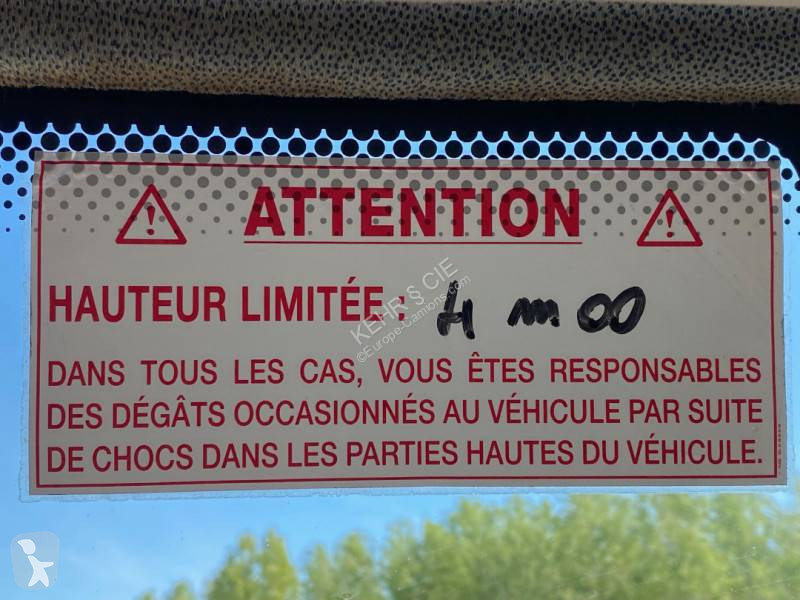 ATTENTION
HAUTEUR LIMITÉE : 4 m 00
DANS TOUS LES CAS, VOUS ÊTES RESPONSABLES
DES DÉGÂTS OCCASIONNÉS AU VÉHICULE PAR SUITE
DE CHOCS DANS LES PARTIES HAUTES DU VÉHICULE.
KEHR § CIE
©Europe-Camions.com